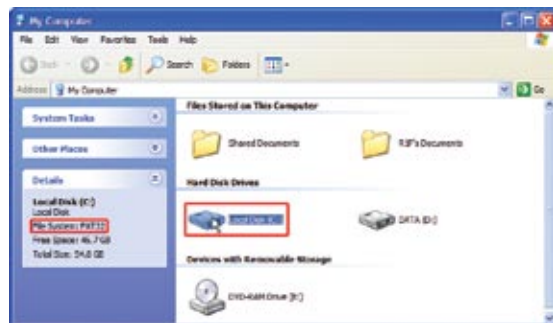 My Computer
File Edit View Favorites Tools Help
Back Search Folders
Address My Computer Go
System Tasks
Other Places
Details
Local Disk (C:)
Local Disk
File System: FAT32
Free Space: 46.7 GB
Total Size: 54.8 GB
Files Stored on This Computer
Shared Documents
Documents
Hard Disk Drives
Local Disk (C:)
DATA (D:)
Devices with Removable Storage
DVD-RAM Drive (E:)